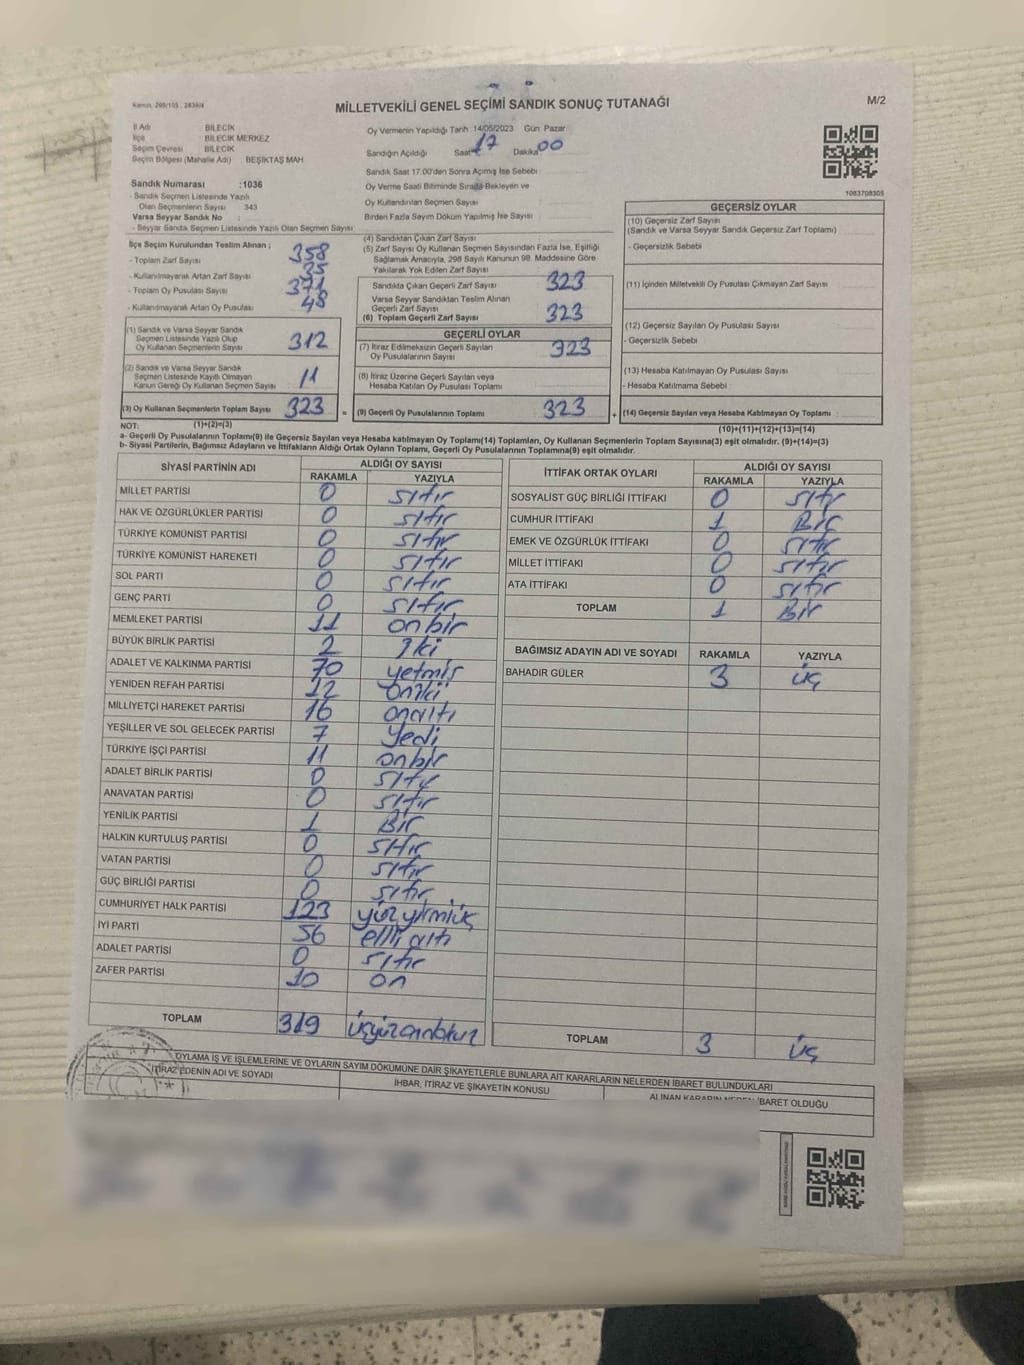 Kanun: 298/105 , 2839/4
MİLLETVEKİLİ GENEL SEÇİMİ SANDIK SONUÇ TUTANAĞI
M/2
İl Adı BİLECİK
İlçe BİLECİK MERKEZ
Seçim Çevresi BİLECİK
Seçim Bölgesi (Mahalle Adı) BEŞİKTAŞ MAH
Sandık Numarası :1036
- Sandık Seçmen Listesinde Yazılı
Olan Seçmenlerin Sayısı 343
Varsa Seyyar Sandık No :
- Seyyar Sandık Seçmen Listesinde Yazılı Olan Seçmen Sayısı
Oy Vermenin Yapıldığı Tarih :14/05/2023 Gün: Pazar
Sandığın Açıldığı Saat 17 Dakika 00
Sandık Saat 17.00'den Sonra Açılmış İse Sebebi :
Oy Verme Saati Bitiminde Sırada Bekleyen ve
Oy Kullandırılan Seçmen Sayısı :
Birden Fazla Sayım Döküm Yapılmış İse Sayısı :
1083708305
İlçe Seçim Kurulundan Teslim Alınan ;
- Toplam Zarf Sayısı 358
- Kullanılmayarak Artan Zarf Sayısı 35
- Toplam Oy Pusulası Sayısı 371
- Kullanılmayarak Artan Oy Pusulası 48
(1) Sandık ve Varsa Seyyar Sandık
Seçmen Listesinde Yazılı Olup
Oy Kullanan Seçmenlerin Sayısı 312
(2) Sandık ve Varsa Seyyar Sandık
Seçmen Listesinde Kayıtlı Olmayan
Kanun Gereği Oy Kullanan Seçmen Sayısı 11
(3) Oy Kullanan Seçmenlerin Toplam Sayısı 323 =
(1)+(2)=(3)
(4) Sandıktan Çıkan Zarf Sayısı
(5) Zarf Sayısı Oy Kullanan Seçmen Sayısından Fazla İse, Eşitliği
Sağlamak Amacıyla, 298 Sayılı Kanunun 98. Maddesine Göre
Yakılarak Yok Edilen Zarf Sayısı
Sandıkta Çıkan Geçerli Zarf Sayısı 323
Varsa Seyyar Sandıktan Teslim Alınan
Geçerli Zarf Sayısı
(6) Toplam Geçerli Zarf Sayısı 323
GEÇERLİ OYLAR
(7) İtiraz Edilmeksizin Geçerli Sayılan
Oy Pusulalarının Sayısı 323
(8) İtiraz Üzerine Geçerli Sayılan veya
Hesaba Katılan Oy Pusulası Toplamı
(9) Geçerli Oy Pusulalarının Toplamı 323 +
GEÇERSİZ OYLAR
(10) Geçersiz Zarf Sayısı
(Sandık ve Varsa Seyyar Sandık Geçersiz Zarf Toplamı)
- Geçersizlik Sebebi
(11) İçinden Milletvekili Oy Pusulası Çıkmayan Zarf Sayısı
(12) Geçersiz Sayılan Oy Pusulası Sayısı
- Geçersizlik Sebebi
(13) Hesaba Katılmayan Oy Pusulası Sayısı
- Hesaba Katılmama Sebebi
(14) Geçersiz Sayılan veya Hesaba Katılmayan Oy Toplamı
(10)+(11)+(12)+(13)=(14)
NOT:
a- Geçerli Oy Pusulalarının Toplamı(9) ile Geçersiz Sayılan veya Hesaba katılmayan Oy Toplamı(14) Toplamları, Oy Kullanan Seçmenlerin Toplam Sayısına(3) eşit olmalıdır. (9)+(14)=(3)
b- Siyasi Partilerin, Bağımsız Adayların ve İttifakların Aldığı Ortak Oyların Toplamı, Geçerli Oy Pusulalarının Toplamına(9) eşit olmalıdır.
SİYASİ PARTİNİN ADI ALDIĞI OY SAYISI
RAKAMLA YAZIYLA
MİLLET PARTİSİ 0 sıfır
HAK VE ÖZGÜRLÜKLER PARTİSİ 0 sıfır
TÜRKİYE KOMÜNİST PARTİSİ 0 sıfır
TÜRKİYE KOMÜNİST HAREKETİ 0 sıfır
SOL PARTİ 0 sıfır
GENÇ PARTİ 0 sıfır
MEMLEKET PARTİSİ 11 onbir
BÜYÜK BİRLİK PARTİSİ 2 İki
ADALET VE KALKINMA PARTİSİ 70 yetmiş
YENİDEN REFAH PARTİSİ 12 Oniki
MİLLİYETÇİ HAREKET PARTİSİ 16 onaltı
YEŞİLLER VE SOL GELECEK PARTİSİ 7 Yedi
TÜRKİYE İŞÇİ PARTİSİ 11 onbir
ADALET BİRLİK PARTİSİ 0 sıfır
ANAVATAN PARTİSİ 0 sıfır
YENİLİK PARTİSİ 1 Bir
HALKIN KURTULUŞ PARTİSİ 0 sıfır
VATAN PARTİSİ 0 sıfır
GÜÇ BİRLİĞİ PARTİSİ 0 sıfır
CUMHURİYET HALK PARTİSİ 123 yüzyirmiüç
İYİ PARTİ 56 elli altı
ADALET PARTİSİ 0 sıfır
ZAFER PARTİSİ 10 on
TOPLAM 319 üçyüzondokuz
İTTİFAK ORTAK OYLARI ALDIĞI OY SAYISI
RAKAMLA YAZIYLA
SOSYALİST GÜÇ BİRLİĞİ İTTİFAKI 0 sıfır
CUMHUR İTTİFAKI 1 Bir
EMEK VE ÖZGÜRLÜK İTTİFAKI 0 sıfır
MİLLET İTTİFAKI 0 sıfır
ATA İTTİFAKI 0 sıfır
TOPLAM 1 Bir
BAĞIMSIZ ADAYIN ADI VE SOYADI RAKAMLA YAZIYLA
BAHADIR GÜLER 3 üç
TOPLAM 3 üç
OYLAMA İŞ VE İŞLEMLERİNE VE OYLARIN SAYIM DÖKÜMÜNE DAİR ŞİKAYETLERLE BUNLARA AİT KARARLARIN NELERDEN İBARET BULUNDUKLARI
İTİRAZ EDENİN ADI VE SOYADI
İHBAR, İTİRAZ VE ŞİKAYETİN KONUSU
ALINAN KARARIN NEDEN İBARET OLDUĞU